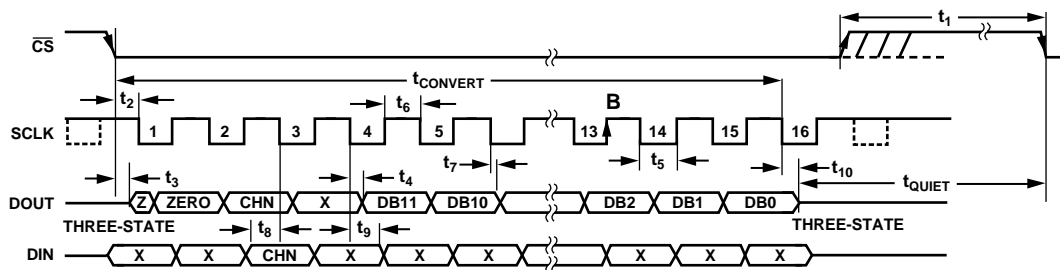 t1
CS
tCONVERT
t2
t6
B
SCLK
1 2 3 4 5 13 14 15 16
t3
t4
t7
t5
t10
tQUIET
DOUT
Z ZERO CHN X DB11 DB10 DB2 DB1 DB0
THREE-STATE
THREE-STATE
t8
t9
DIN
X X CHN X X X X X X